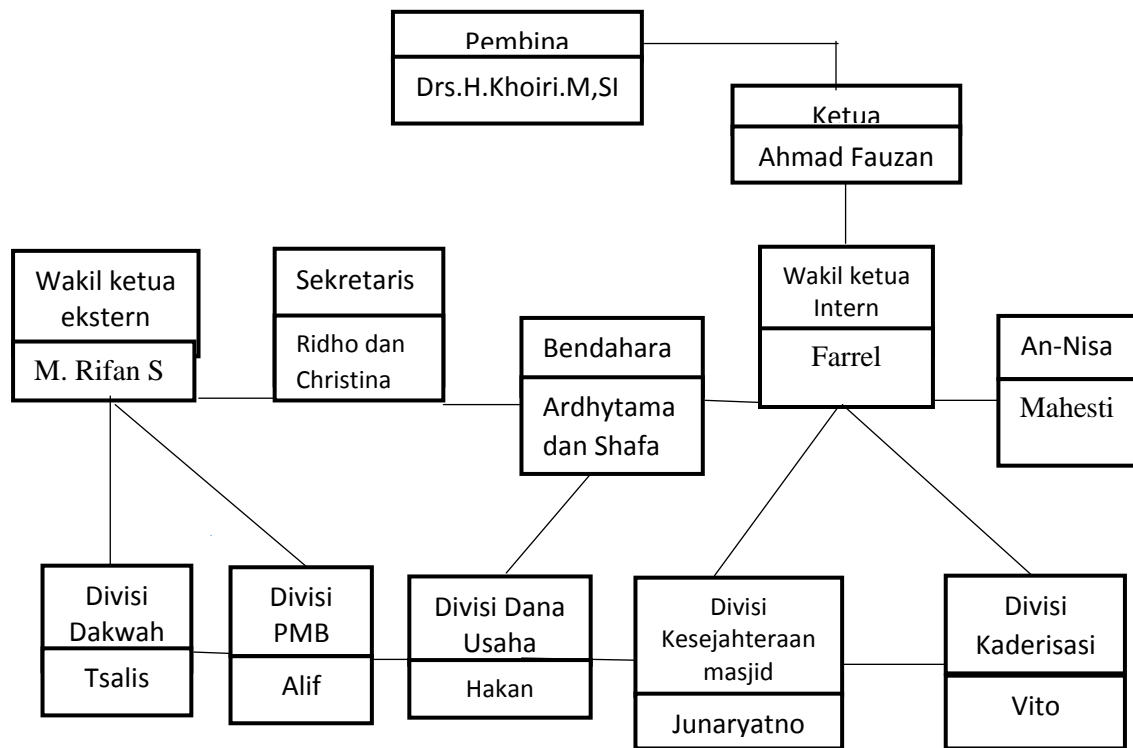 Pembina
Drs.H.Khoiri.M,SI
Ketua
Ahmad Fauzan
Wakil ketua
ekstern
M. Rifan S
Sekretaris
Ridho dan
Christina
Bendahara
Ardhytama
dan Shafa
Wakil ketua
Intern
Farrel
An-Nisa
Mahesti
Divisi
Dakwah
Tsalis
Divisi
PMB
Alif
Divisi Dana
Usaha
Hakan
Divisi
Kesejahteraan
masjid
Junaryatno
Divisi
Kaderisasi
Vito